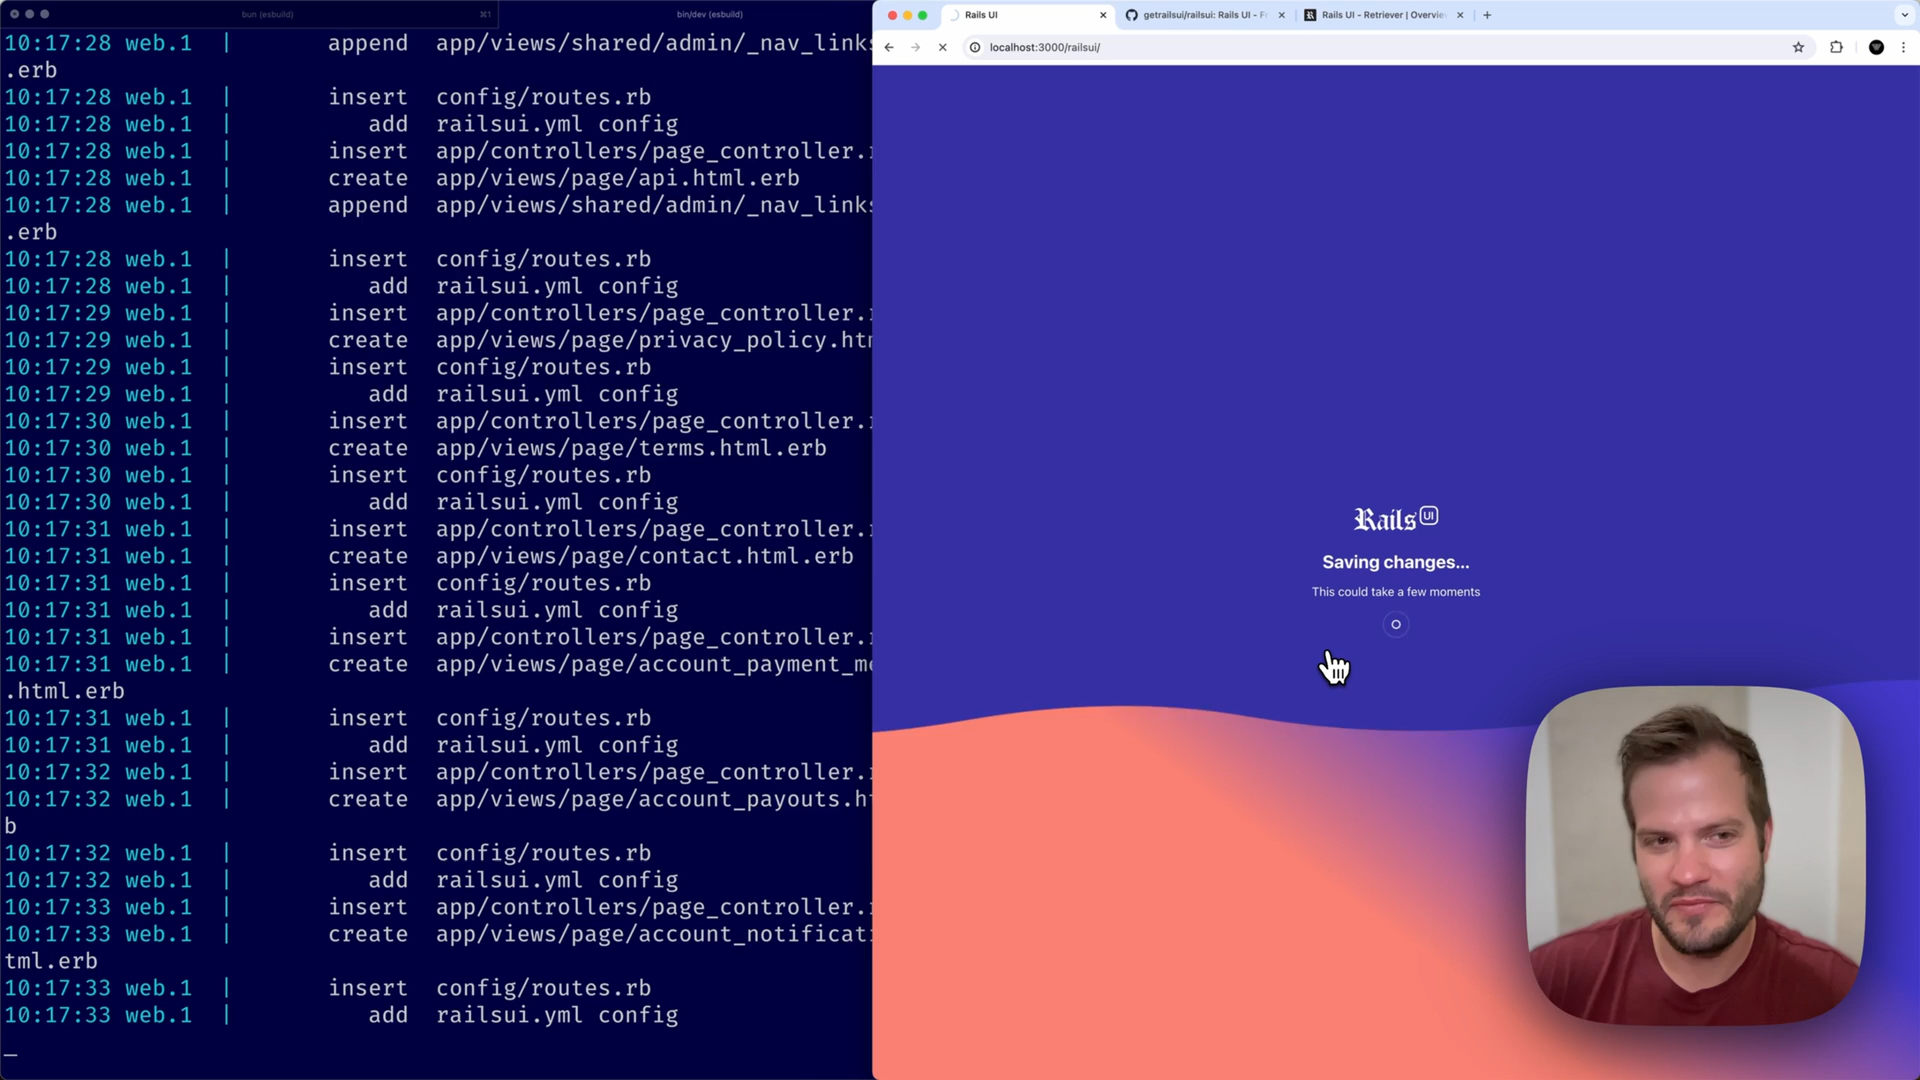 bun (esbuild)
⌘1
bin/dev (esbuild)
10:17:28 web.1 | append app/views/shared/admin/_nav_links
.erb
10:17:28 web.1 | insert config/routes.rb
10:17:28 web.1 | add railsui.yml config
10:17:28 web.1 | insert app/controllers/page_controller.r
10:17:28 web.1 | create app/views/page/api.html.erb
10:17:28 web.1 | append app/views/shared/admin/_nav_links
.erb
10:17:28 web.1 | insert config/routes.rb
10:17:28 web.1 | add railsui.yml config
10:17:29 web.1 | insert app/controllers/page_controller.r
10:17:29 web.1 | create app/views/page/privacy_policy.htm
10:17:29 web.1 | insert config/routes.rb
10:17:29 web.1 | add railsui.yml config
10:17:30 web.1 | insert app/controllers/page_controller.r
10:17:30 web.1 | create app/views/page/terms.html.erb
10:17:30 web.1 | insert config/routes.rb
10:17:30 web.1 | add railsui.yml config
10:17:31 web.1 | insert app/controllers/page_controller.r
10:17:31 web.1 | create app/views/page/contact.html.erb
10:17:31 web.1 | insert config/routes.rb
10:17:31 web.1 | add railsui.yml config
10:17:31 web.1 | insert app/controllers/page_controller.r
10:17:31 web.1 | create app/views/page/account_payment_me
.html.erb
10:17:31 web.1 | insert config/routes.rb
10:17:31 web.1 | add railsui.yml config
10:17:32 web.1 | insert app/controllers/page_controller.r
10:17:32 web.1 | create app/views/page/account_payouts.ht
b
10:17:32 web.1 | insert config/routes.rb
10:17:32 web.1 | add railsui.yml config
10:17:33 web.1 | insert app/controllers/page_controller.r
10:17:33 web.1 | create app/views/page/account_notificati
tml.erb
10:17:33 web.1 | insert config/routes.rb
10:17:33 web.1 | add railsui.yml config
Rails UI
getrailsui/railsui: Rails UI - Fr
Rails UI - Retriever | Overvie
localhost:3000/railsui/
Rails UI
Saving changes...
This could take a few moments